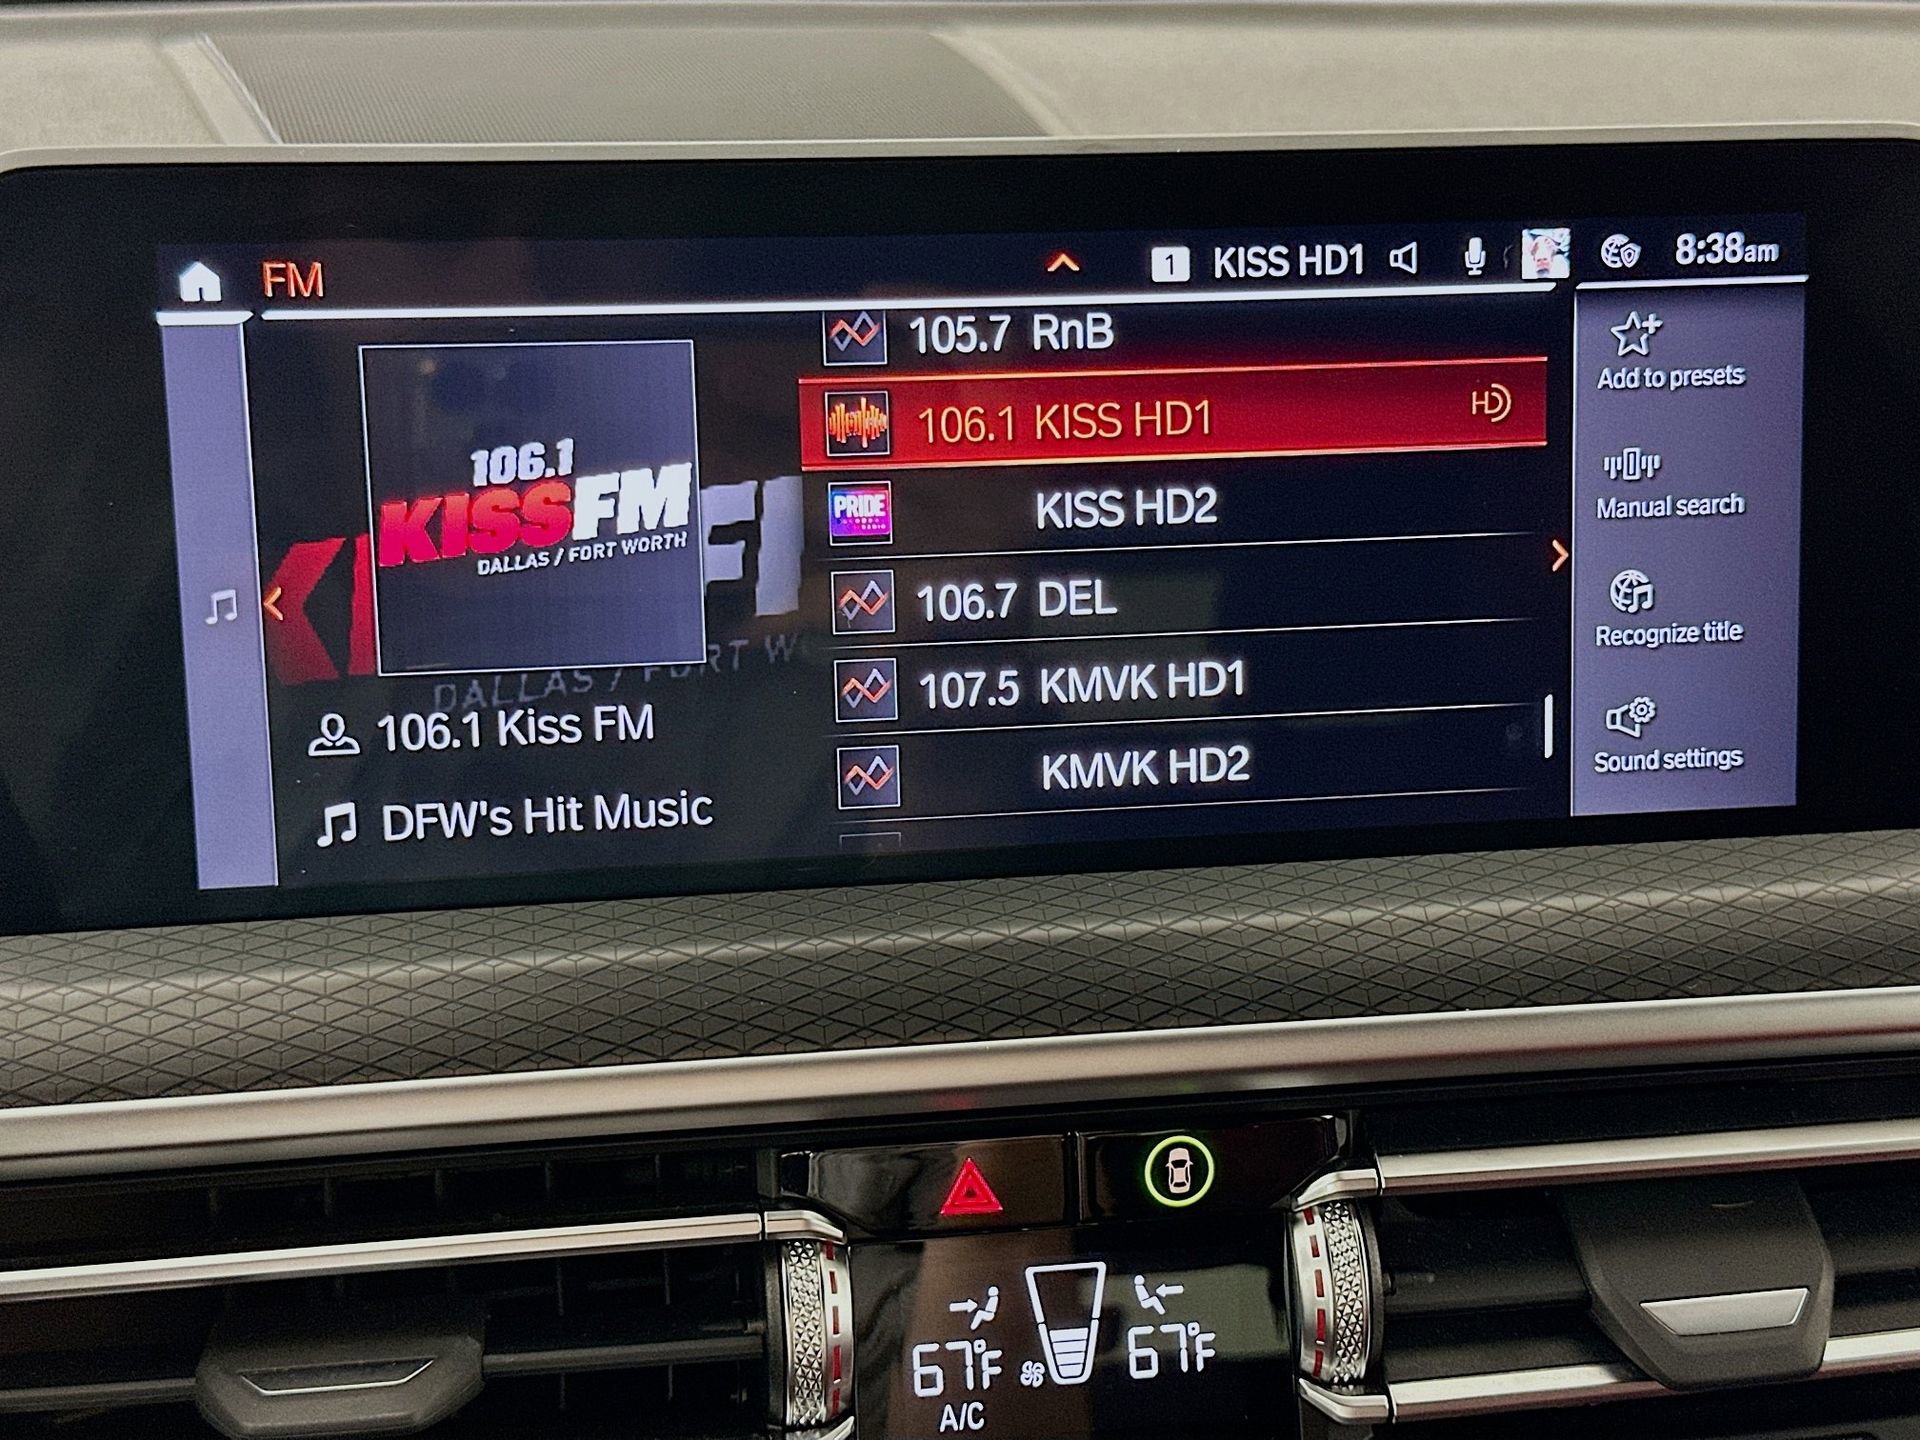 FM
1 KISS HD1
8:38am
106.1
KISSFM
DALLAS / FORT WORTH
106.1 Kiss FM
DFW's Hit Music
105.7 RnB
106.1 KISS HD1 HD
PRIDE
RADIO
KISS HD2
106.7 DEL
107.5 KMVK HD1
KMVK HD2
Add to presets
Manual search
Recognize title
Sound settings
67°F 67°F
A/C